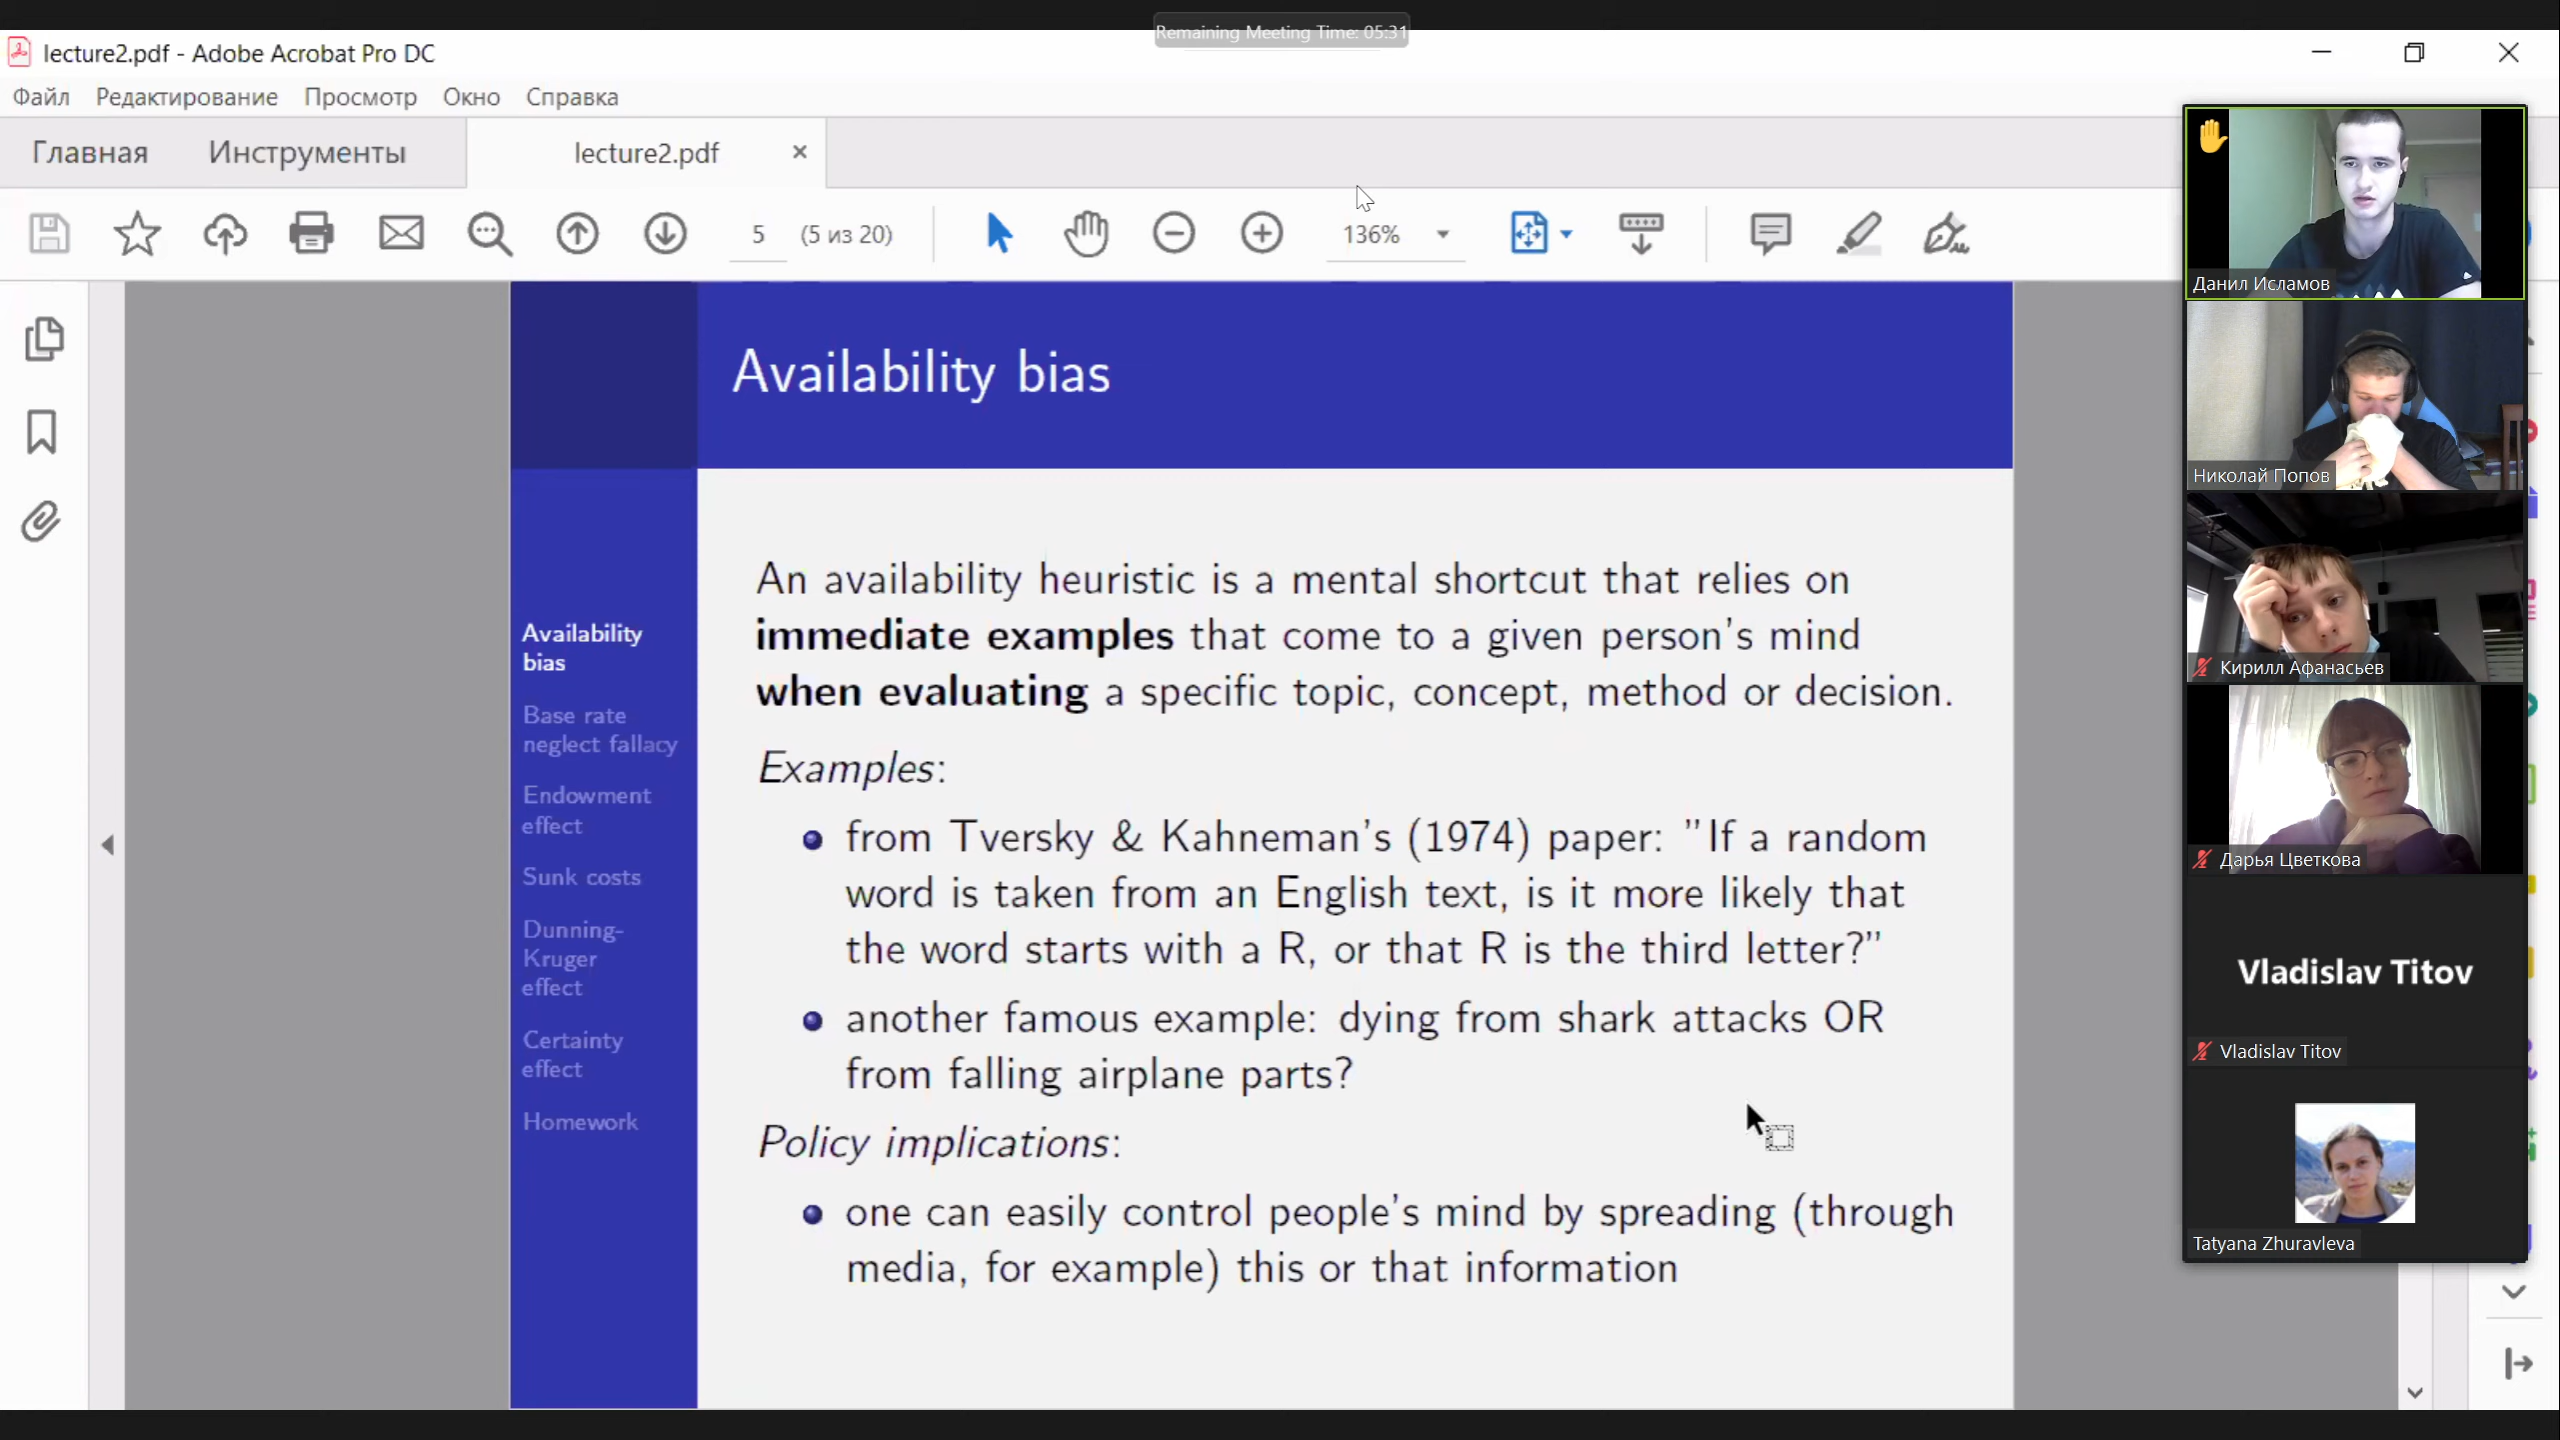 Remaining Meeting Time: 05:31
lecture2.pdf - Adobe Acrobat Pro DC
Файл Редактирование Просмотр Окно Справка
Главная Инструменты lecture2.pdf
5 (5 из 20) 136%
Availability bias
Availability
bias
Base rate
neglect fallacy
Endowment
effect
Sunk costs
Dunning-
Kruger
effect
Certainty
effect
Homework
An availability heuristic is a mental shortcut that relies on
immediate examples that come to a given person's mind
when evaluating a specific topic, concept, method or decision.
Examples:
from Tversky & Kahneman's (1974) paper: "If a random
word is taken from an English text, is it more likely that
the word starts with a R, or that R is the third letter?"
another famous example: dying from shark attacks OR
from falling airplane parts?
Policy implications:
one can easily control people's mind by spreading (through
media, for example) this or that information
Данил Исламов
Николай Попов
Кирилл Афанасьев
Дарья Цветкова
Vladislav Titov
Vladislav Titov
Tatyana Zhuravleva